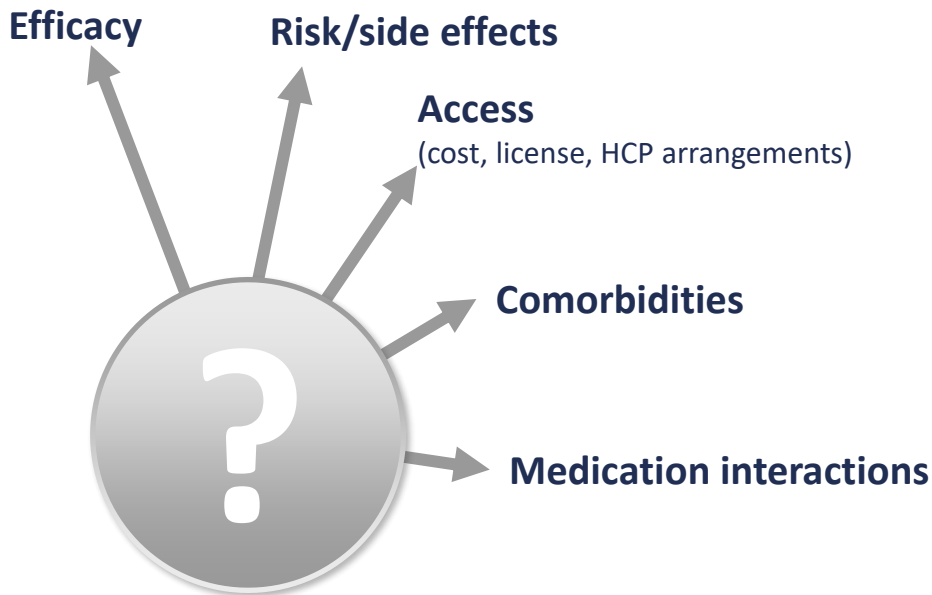 Efficacy
Risk/side effects
Access
(cost, license, HCP arrangements)
Comorbidities
?
Medication interactions